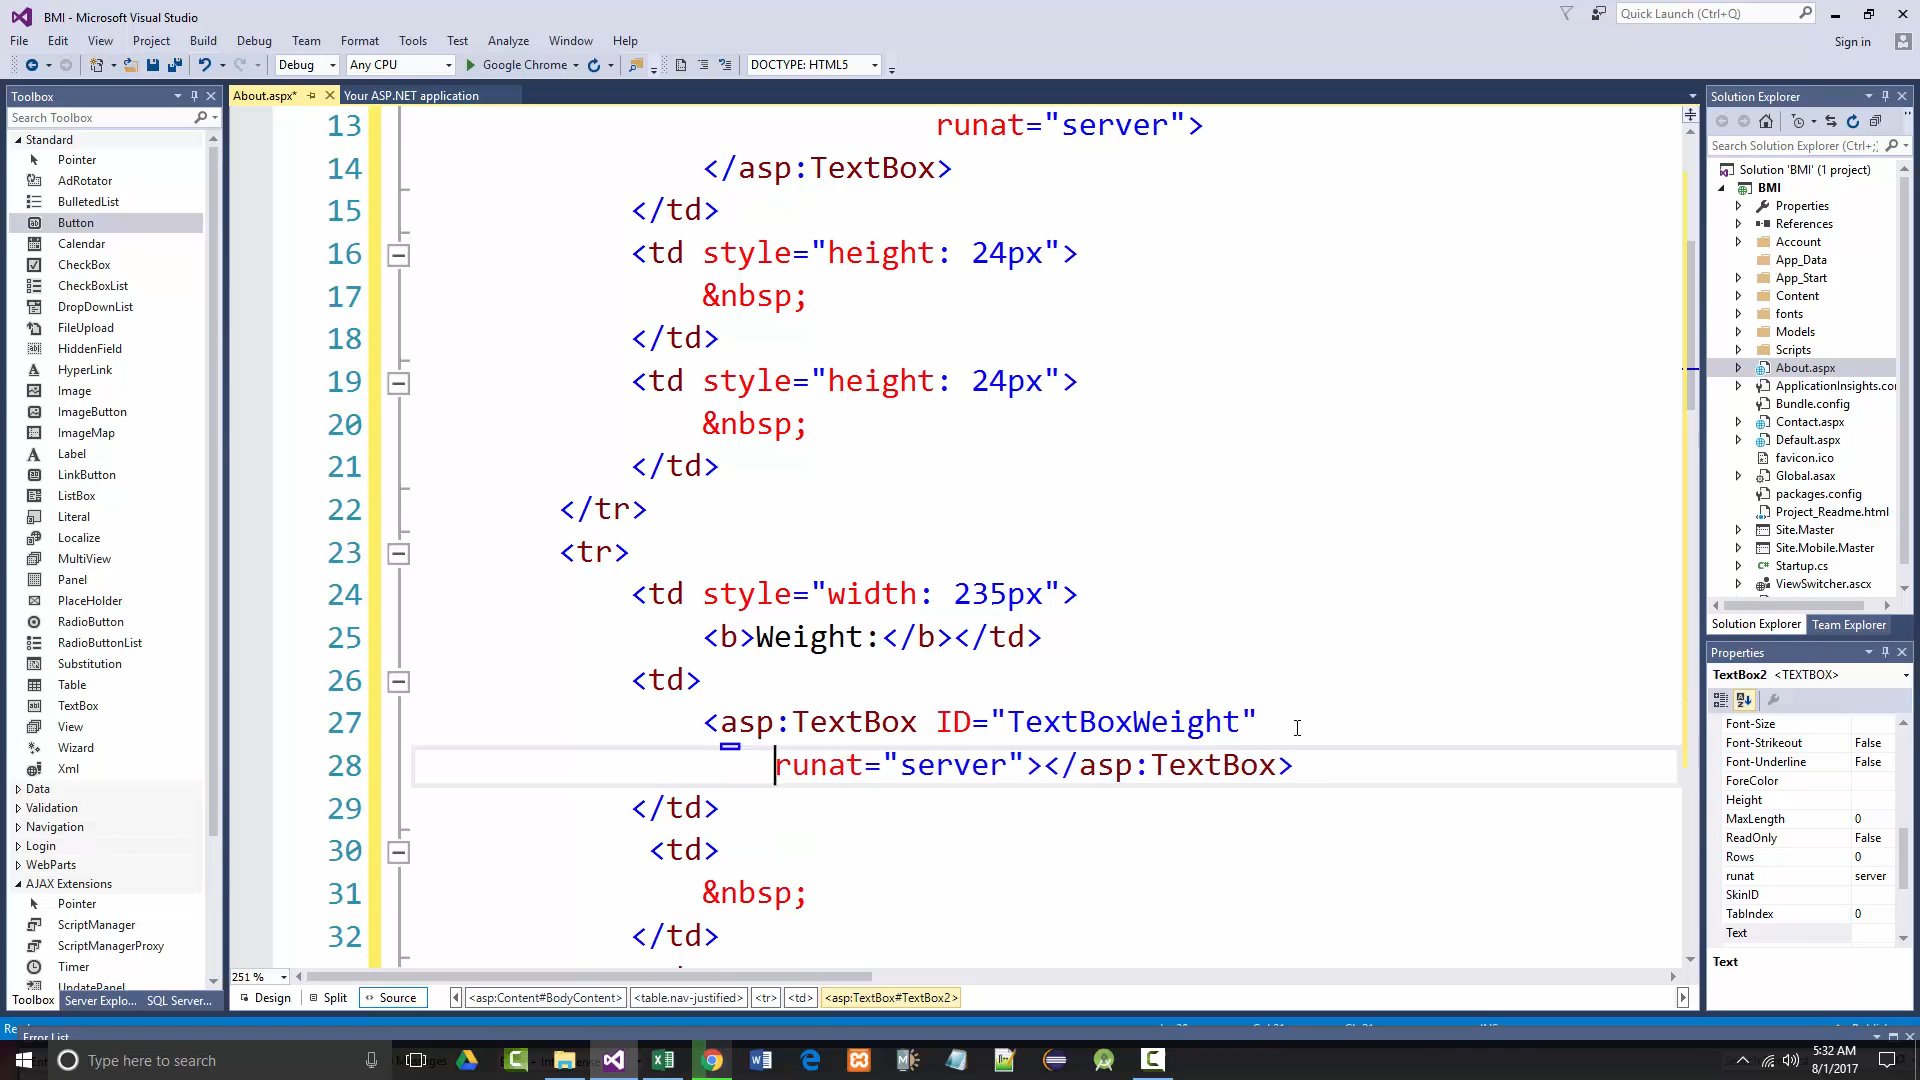 BMI - Microsoft Visual Studio
Quick Launch (Ctrl+Q)
File Edit View Project Build Debug Team Format Tools Test Analyze Window Help
Sign in
Debug Any CPU Google Chrome DOCTYPE: HTML5
Toolbox
Search Toolbox
Standard
Pointer
AdRotator
BulletedList
Button
Calendar
CheckBox
CheckBoxList
DropDownList
FileUpload
HiddenField
HyperLink
Image
ImageButton
ImageMap
Label
LinkButton
ListBox
Literal
Localize
MultiView
Panel
PlaceHolder
RadioButton
RadioButtonList
Substitution
Table
TextBox
View
Wizard
Xml
Data
Validation
Navigation
Login
WebParts
AJAX Extensions
Pointer
ScriptManager
ScriptManagerProxy
Timer
UpdatePanel
Toolbox Server Explo... SQL Server...
About.aspx* Your ASP.NET application
13 runat="server">
14 </asp:TextBox>
15 </td>
16 <td style="height: 24px">
17 &nbsp;
18 </td>
19 <td style="height: 24px">
20 &nbsp;
21 </td>
22 </tr>
23 <tr>
24 <td style="width: 235px">
25 <b>Weight:</b></td>
26 <td>
27 <asp:TextBox ID="TextBoxWeight"
28 runat="server"></asp:TextBox>
29 </td>
30 <td>
31 &nbsp;
32 </td>
251 %
Design Split Source <asp:Content#BodyContent> <table.nav-justified> <tr> <td> <asp:TextBox#TextBox2>
Solution Explorer
Search Solution Explorer (Ctrl+;)
Solution 'BMI' (1 project)
BMI
Properties
References
Account
App_Data
App_Start
Content
fonts
Models
Scripts
About.aspx
ApplicationInsights.co
Bundle.config
Contact.aspx
Default.aspx
favicon.ico
Global.asax
packages.config
Project_Readme.html
Site.Master
Site.Mobile.Master
Startup.cs
ViewSwitcher.ascx
Solution Explorer Team Explorer
Properties
TextBox2 <TEXTBOX>
Font-Size
Font-Strikeout False
Font-Underline False
ForeColor
Height
MaxLength 0
ReadOnly False
Rows 0
runat server
SkinID
TabIndex 0
Text
Text
Error List
Type here to search
5:32 AM
8/1/2017